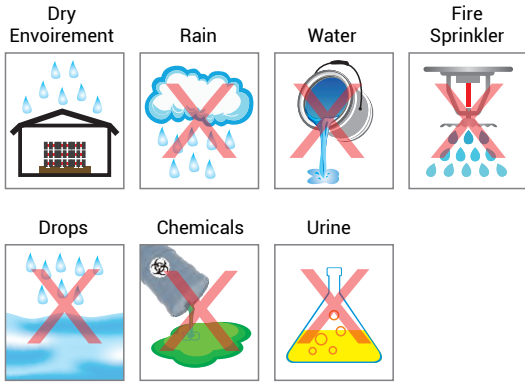 Dry
Envoirement
Rain
Water
Fire
Sprinkler
Drops
Chemicals
Urine